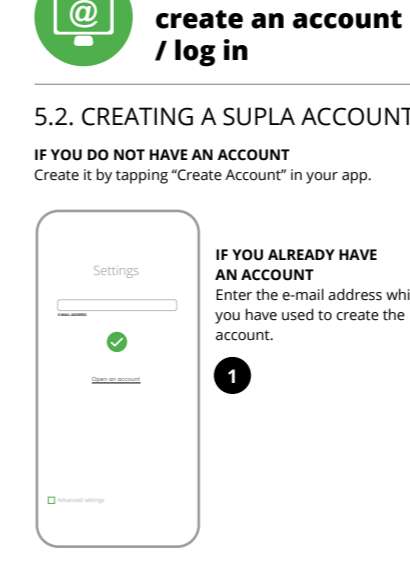 @
create an account
/ log in
5.2. CREATING A SUPLA ACCOUNT
IF YOU DO NOT HAVE AN ACCOUNT
Create it by tapping “Create Account” in your app.
Settings
E-MAIL ADDRESS
Open an account
Advanced settings
IF YOU ALREADY HAVE
AN ACCOUNT
Enter the e-mail address whi
you have used to create the
account.
1